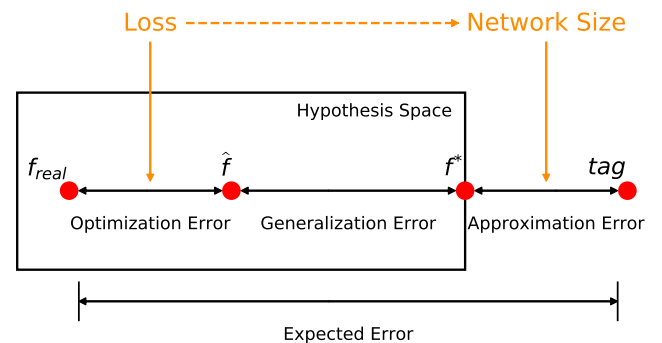 Loss
Network Size
Hypothesis Space
f_real
f̂
f*
tag
Optimization Error
Generalization Error
Approximation Error
Expected Error